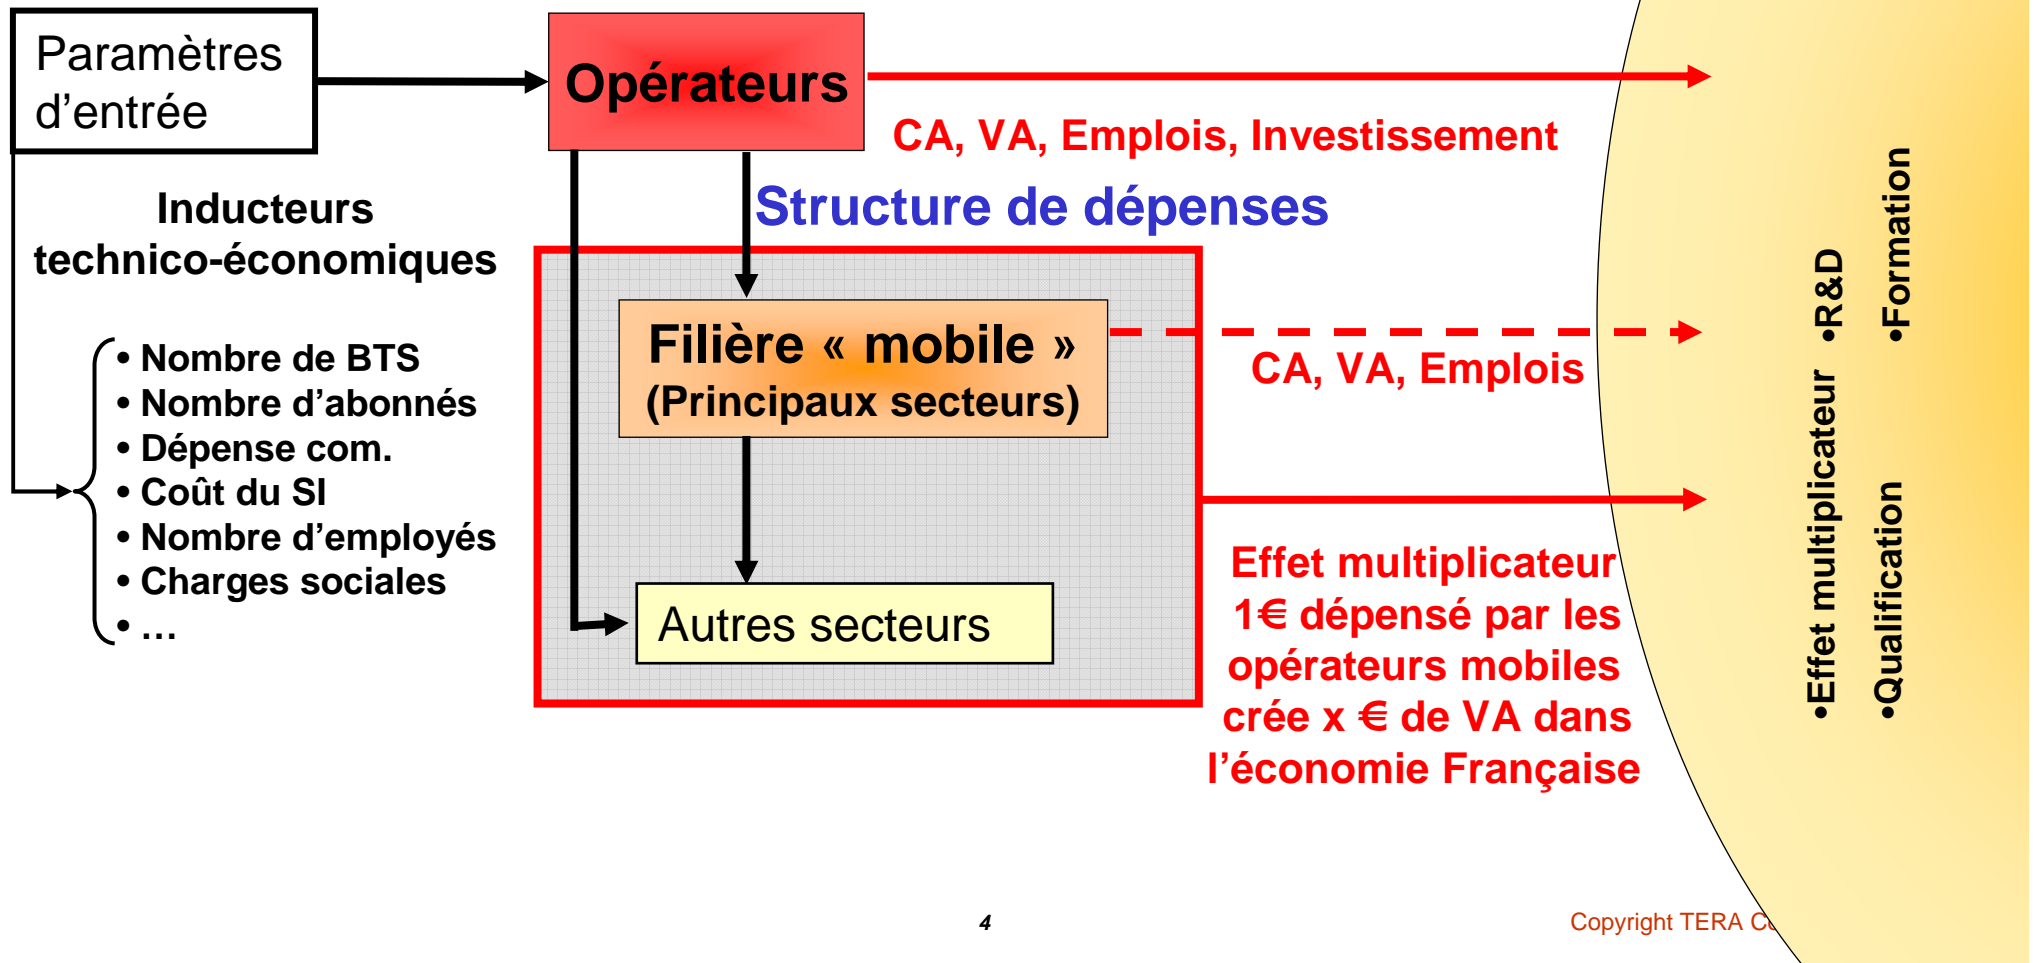 Paramètres
d’entrée
Opérateurs
CA, VA, Emplois, Investissement
Structure de dépenses
Inducteurs
technico-économiques
• Nombre de BTS
• Nombre d’abonnés
• Dépense com.
• Coût du SI
• Nombre d’employés
• Charges sociales
• …
Filière « mobile »
(Principaux secteurs)
CA, VA, Emplois
Autres secteurs
Effet multiplicateur
1€ dépensé par les
opérateurs mobiles
crée x € de VA dans
l’économie Française
•Effet multiplicateur •R&D
•Qualification •Formation
4
Copyright TERA